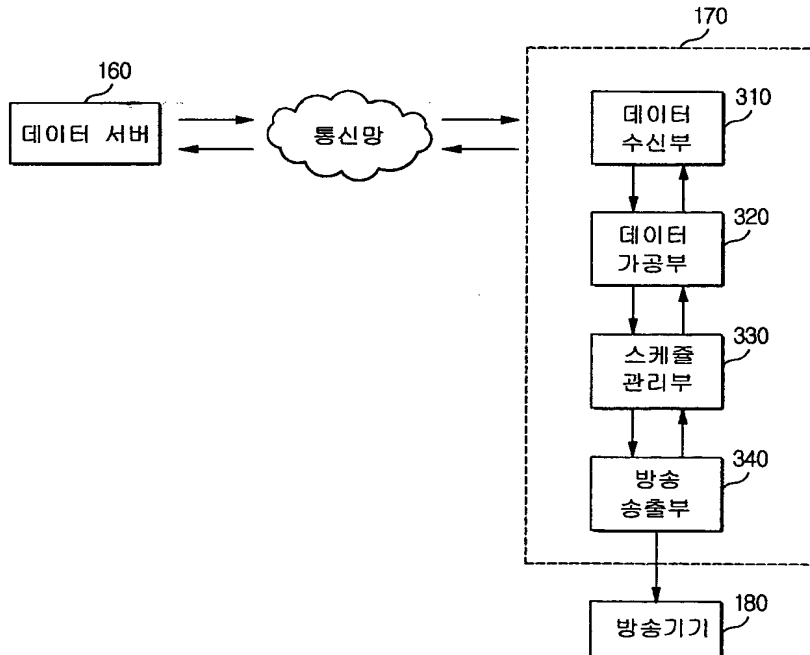 170
160
데이터 서버
통신망
데이터
수신부
310
데이터
가공부
320
스케쥴
관리부
330
방송
송출부
340
방송기기
180